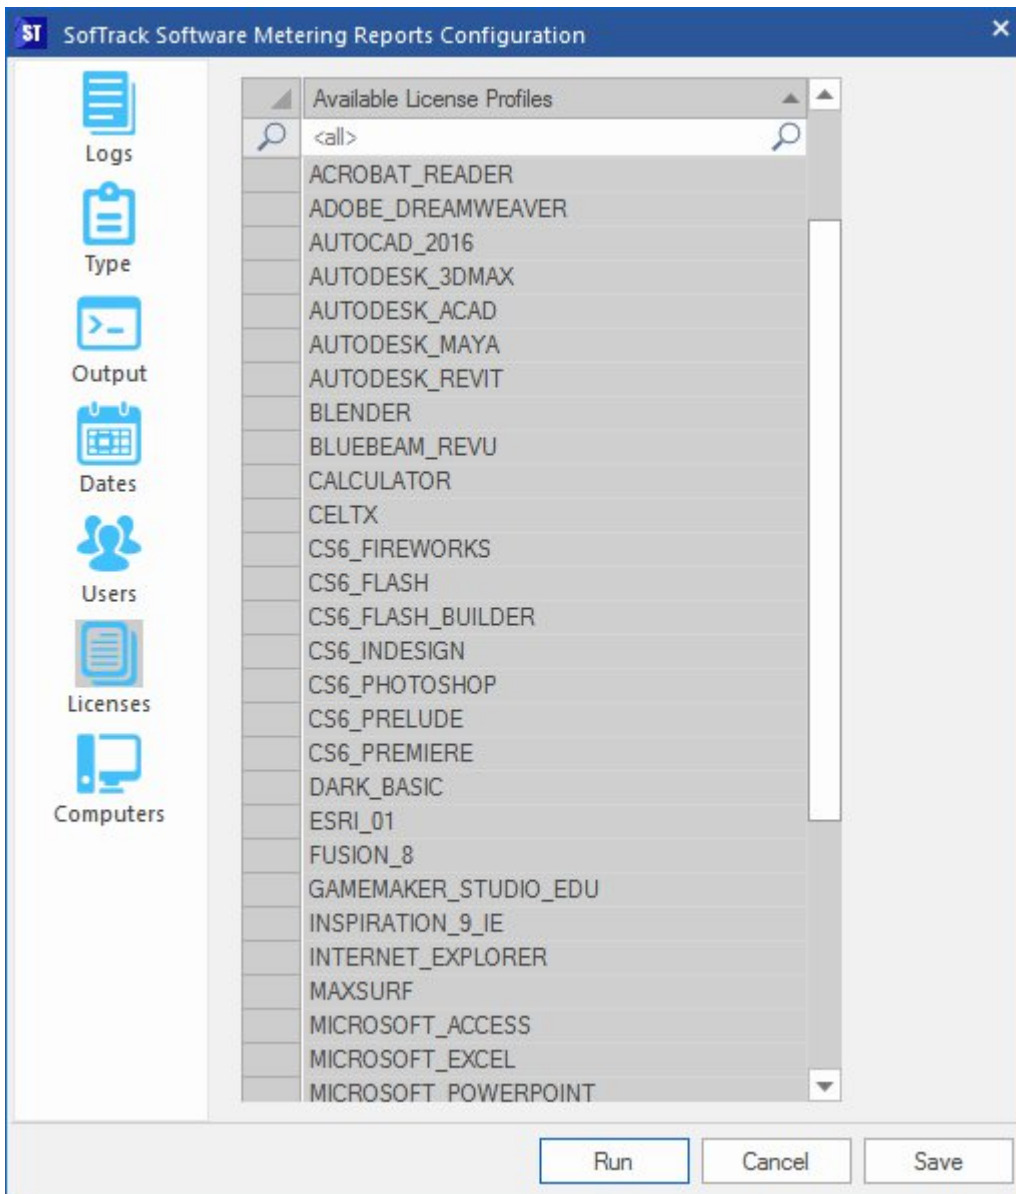 ST SofTrack Software Metering Reports Configuration
Logs
Type
Output
Dates
Users
Licenses
Computers
Available License Profiles
<all>
ACROBAT_READER
ADOBE_DREAMWEAVER
AUTOCAD_2016
AUTODESK_3DMAX
AUTODESK_ACAD
AUTODESK_MAYA
AUTODESK_REVIT
BLENDER
BLUEBEAM_REVU
CALCULATOR
CELTX
CS6_FIREWORKS
CS6_FLASH
CS6_FLASH_BUILDER
CS6_INDESIGN
CS6_PHOTOSHOP
CS6_PRELUDE
CS6_PREMIERE
DARK_BASIC
ESRI_01
FUSION_8
GAMEMAKER_STUDIO_EDU
INSPIRATION_9_IE
INTERNET_EXPLORER
MAXSURF
MICROSOFT_ACCESS
MICROSOFT_EXCEL
MICROSOFT_POWERPOINT
Run Cancel Save